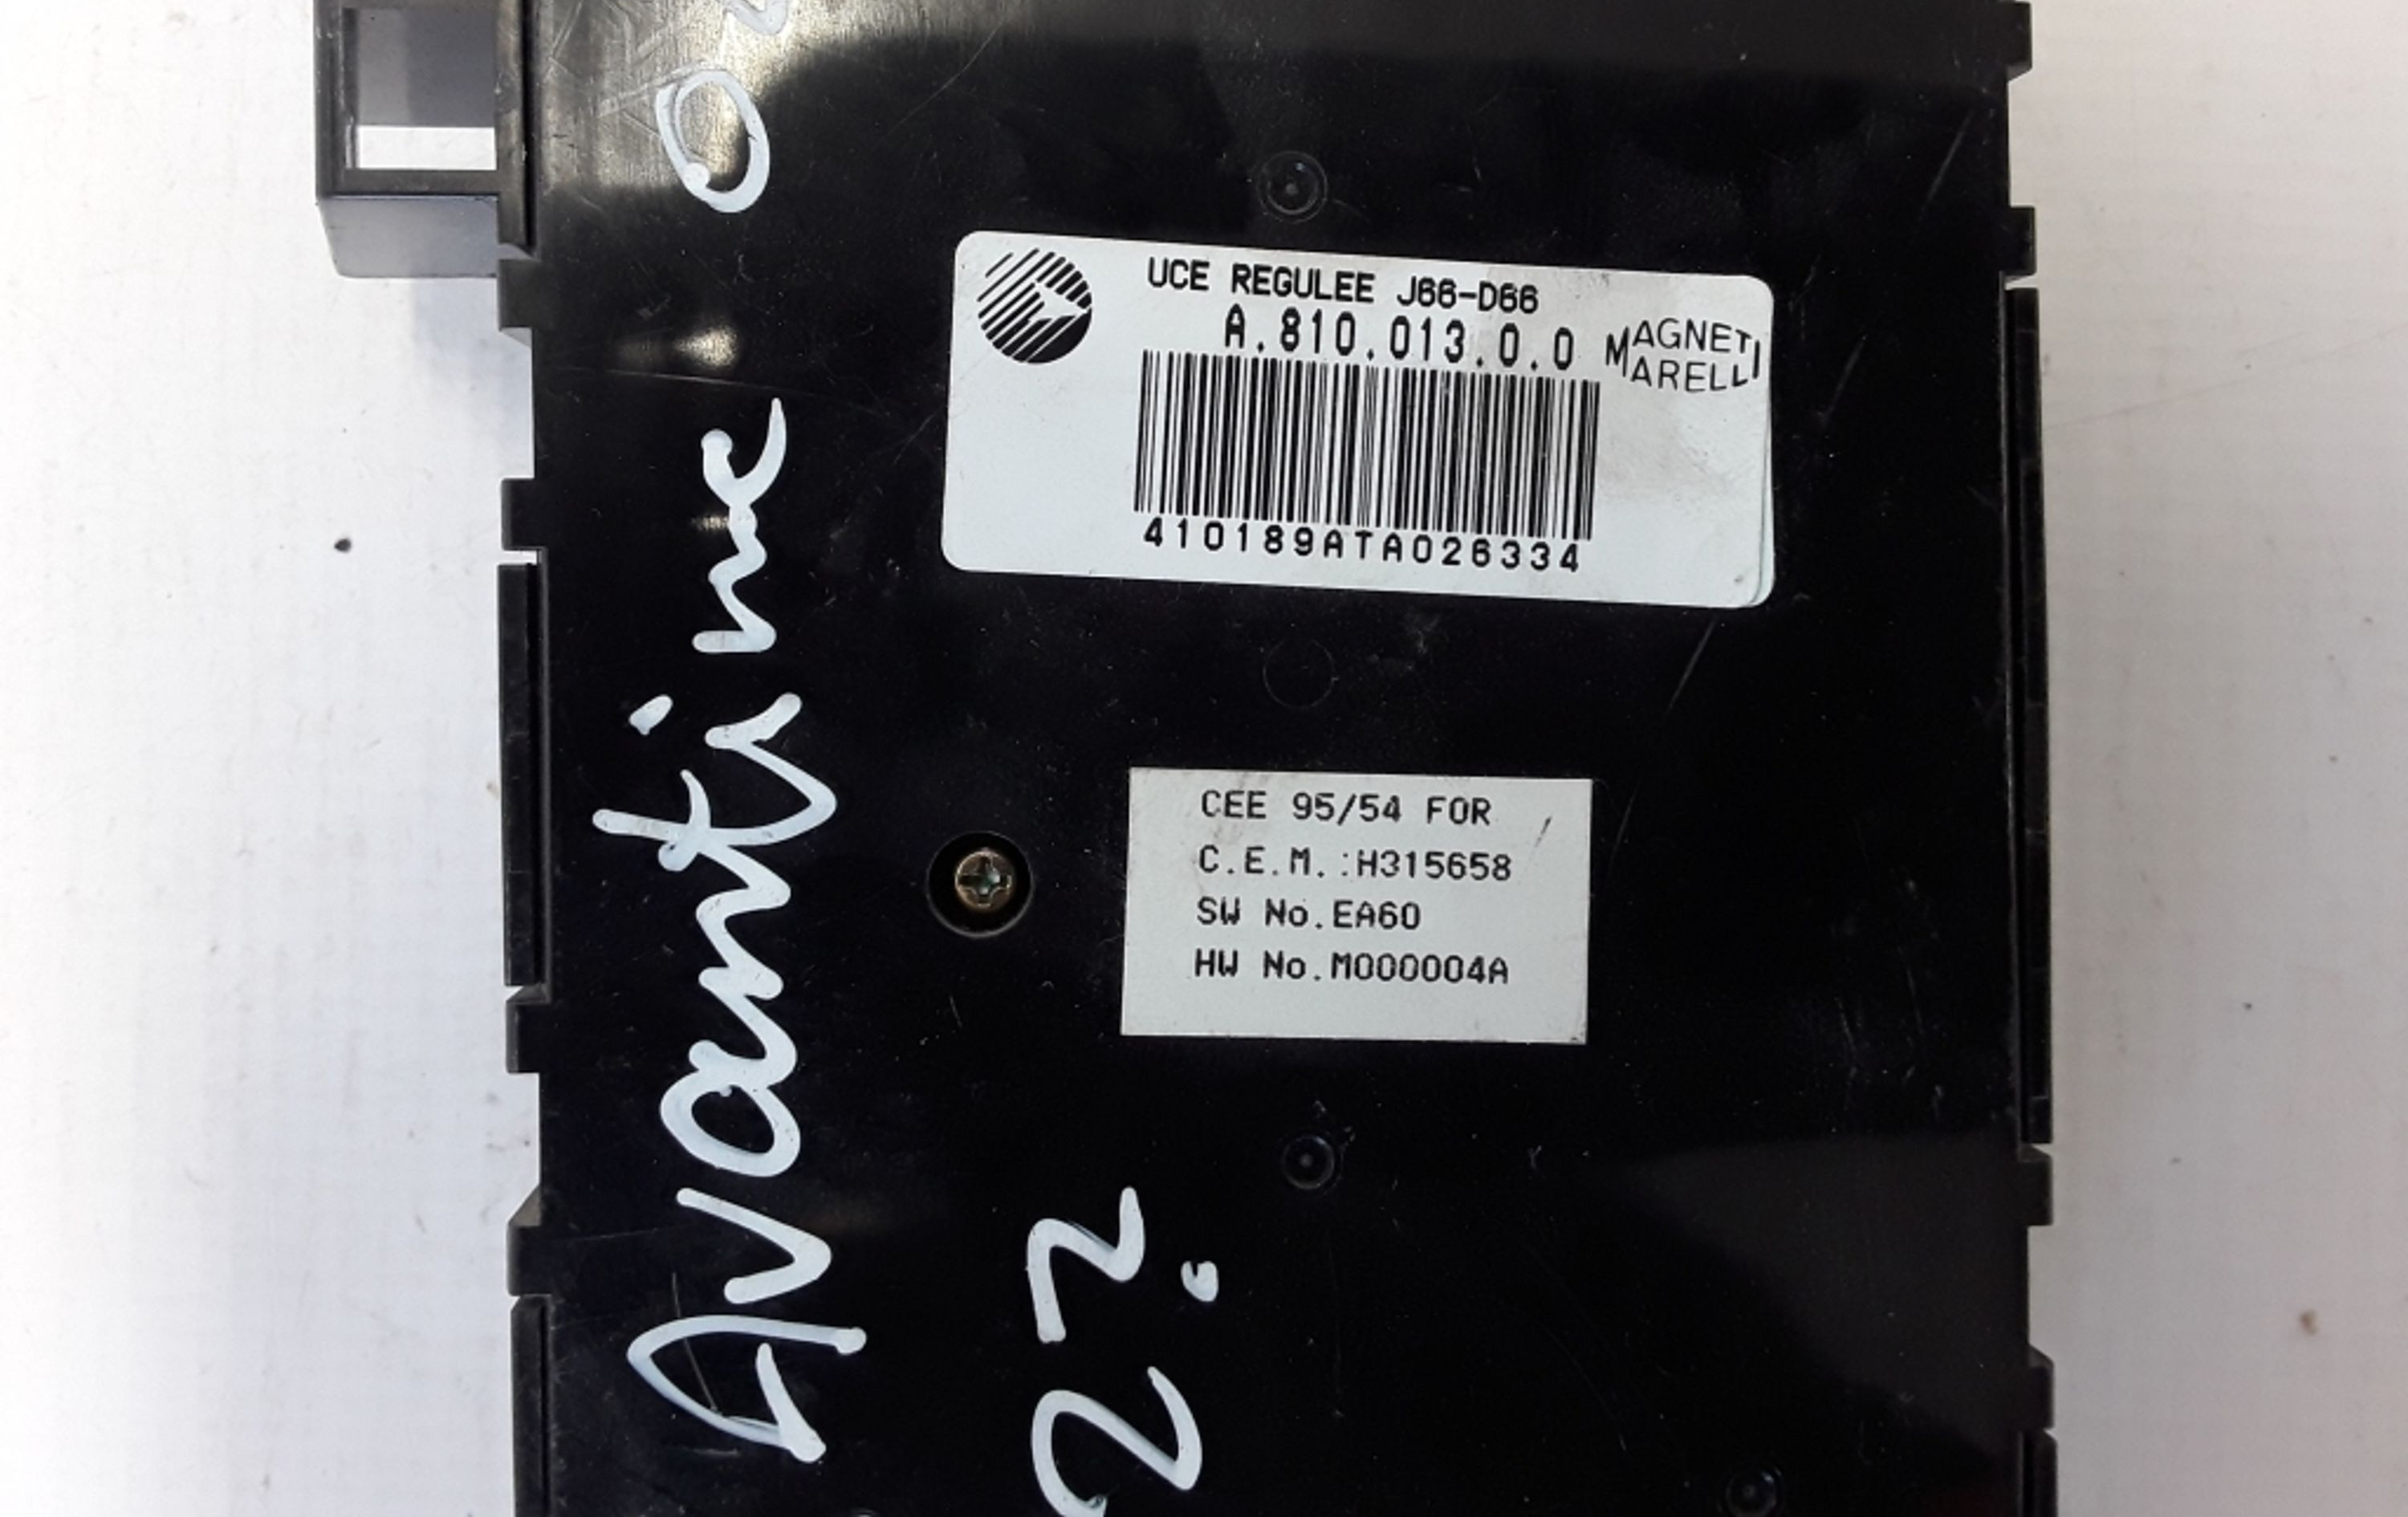 UCE REGULEE J66-D66
A.810.013.0.0
MAGNETI
MARELLI
410189ATA026334
CEE 95/54 FOR
C.E.M.:H315658
SW No.EA60
HW No.M000004A
Avantime